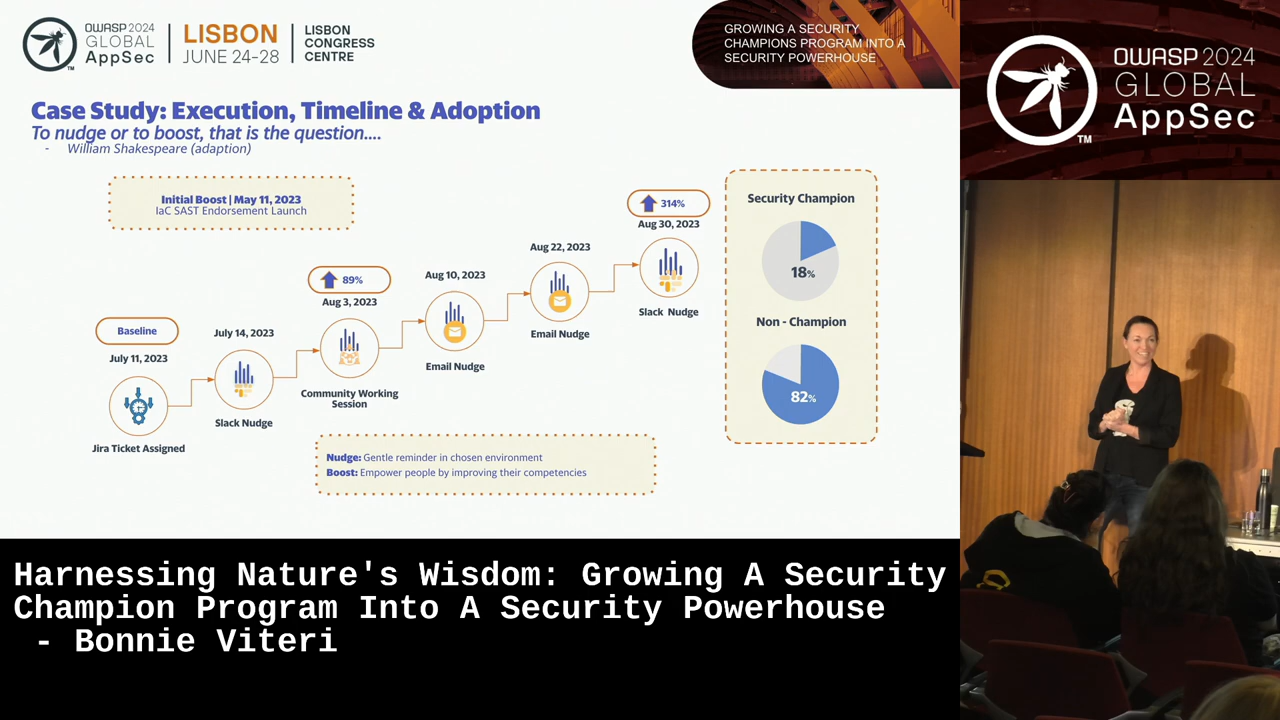 OWASP 2024
GLOBAL
AppSec
TM
LISBON
JUNE 24-28
LISBON
CONGRESS
CENTRE
GROWING A SECURITY
CHAMPIONS PROGRAM INTO A
SECURITY POWERHOUSE
OWASP 2024
GLOBAL
AppSec
TM
Case Study: Execution, Timeline & Adoption
To nudge or to boost, that is the question....
- William Shakespeare (adaption)
Initial Boost | May 11, 2023
IaC SAST Endorsement Launch
Baseline
July 11, 2023
Jira Ticket Assigned
July 14, 2023
Slack Nudge
89%
Aug 3, 2023
Community Working
Session
Aug 10, 2023
Email Nudge
Aug 22, 2023
Email Nudge
314%
Aug 30, 2023
Slack Nudge
Security Champion
18%
Non - Champion
82%
Nudge: Gentle reminder in chosen environment
Boost: Empower people by improving their competencies
Harnessing Nature's Wisdom: Growing A Security
Champion Program Into A Security Powerhouse
- Bonnie Viteri